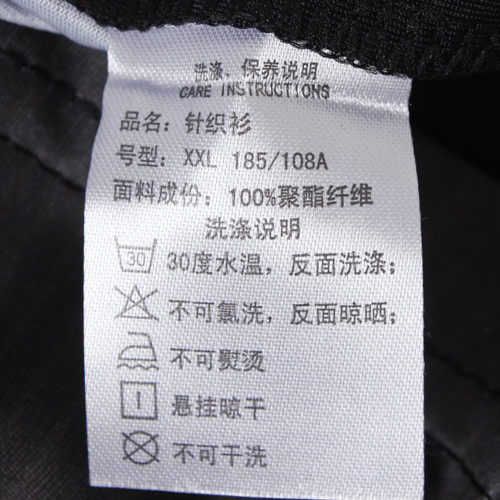 洗涤、保养说明
CARE INSTRUCTIONS
品名：针织衫
号型：XXL 185/108A
面料成份：100%聚酯纤维
洗涤说明
30 30度水温，反面洗涤；
不可氯洗，反面晾晒；
不可熨烫
悬挂晾干
不可干洗